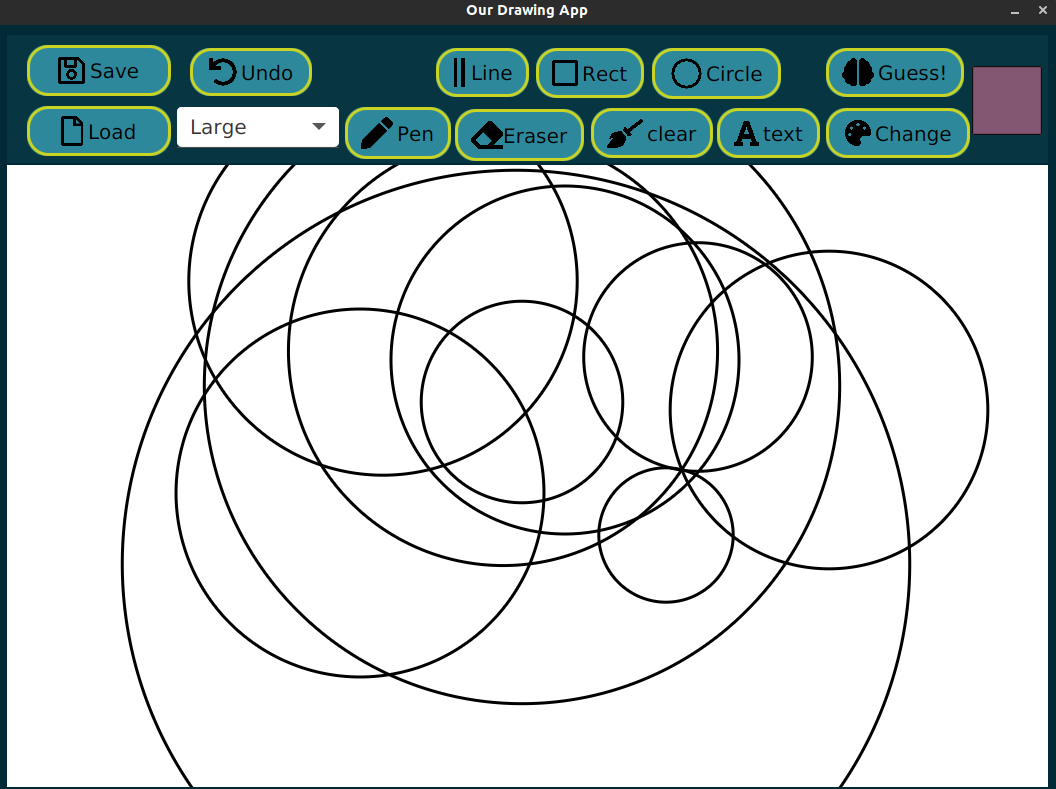 Our Drawing App
Save
Undo
Line
Rect
Circle
Guess!
Load
Large
Pen
Eraser
clear
text
Change